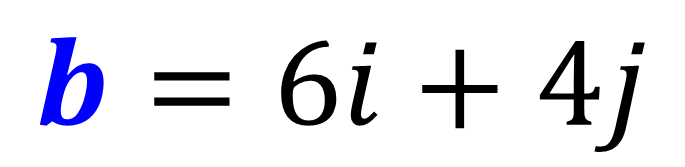 b = 6i + 4j